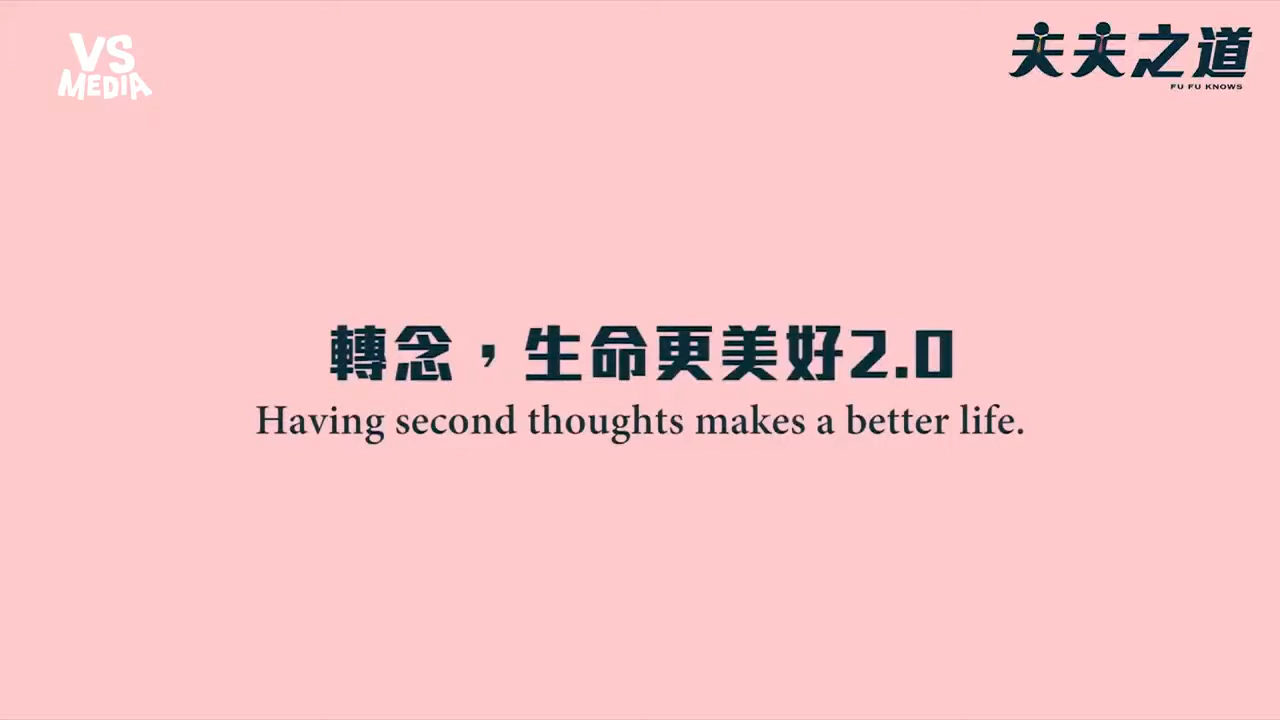 VS
MEDIA
夫夫之道
FU FU KNOWS
轉念，生命更美好2.0
Having second thoughts makes a better life.